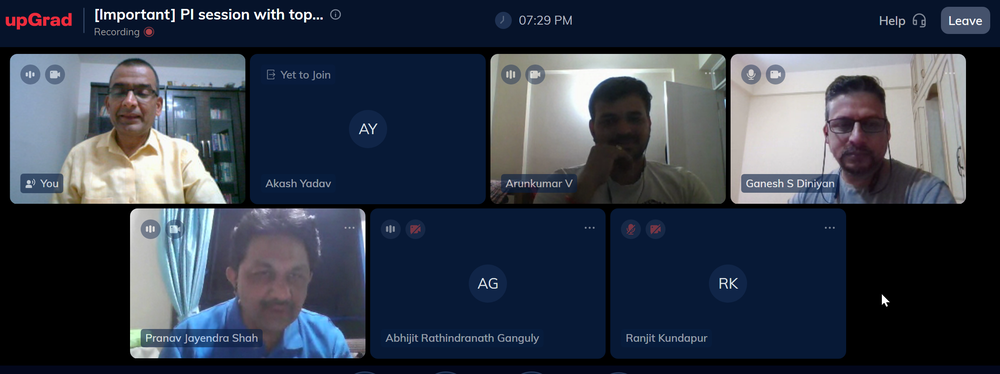 upGrad
[Important] PI session with top...
Recording
07:29 PM
Help
Leave
You
Yet to Join
AY
Akash Yadav
Arunkumar V
Ganesh S Diniyan
Pranav Jayendra Shah
AG
Abhijit Rathindranath Ganguly
RK
Ranjit Kundapur